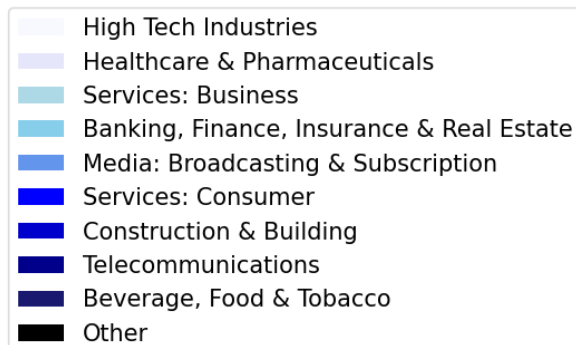 High Tech Industries
Healthcare & Pharmaceuticals
Services: Business
Banking, Finance, Insurance & Real Estate
Media: Broadcasting & Subscription
Services: Consumer
Construction & Building
Telecommunications
Beverage, Food & Tobacco
Other